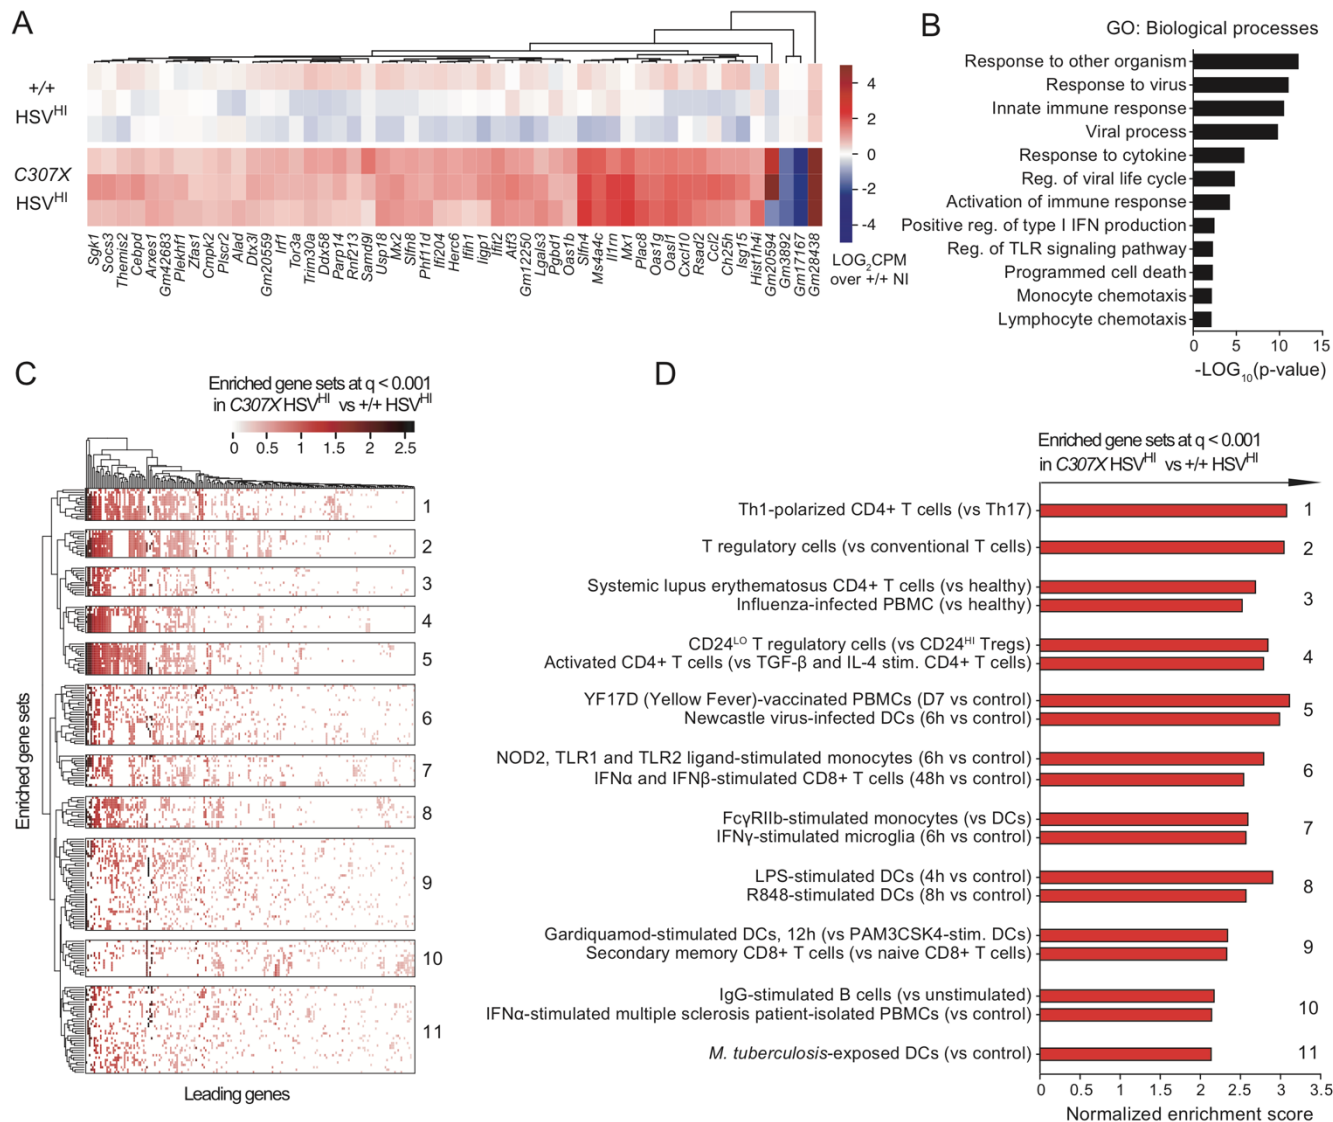 A
+/+
HSV^HI
C307X
HSV^HI
4
2
0
-2
-4
LOG₂CPM
over +/+ NI
Sgk1
Socs3
Themis2
Cebpd
Arxes1
Gm42683
Plekhf1
Zfas1
Cmpk2
Plscr2
Alad
Dtx3l
Gm20559
Irf1
Tor3a
Trim30a
Ddx58
Parp14
Rnf213
Samd9l
Usp18
Mx2
Slfn8
Phf11d
Ifi204
Herc6
Ifih1
Iigp1
Ifit2
Atf3
Gm12250
Lgals3
Pgbd1
Oas1b
Slfn4
Ms4a4c
Il1rn
Mx1
Plac8
Oas1g
Oasl1
Cxcl10
Rsad2
Ccl2
Ch25h
Isg15
Hist1h4i
Gm20594
Gm3892
Gm17167
Gm28438
B
GO: Biological processes
Response to other organism
Response to virus
Innate immune response
Viral process
Response to cytokine
Reg. of viral life cycle
Activation of immune response
Positive reg. of type I IFN production
Reg. of TLR signaling pathway
Programmed cell death
Monocyte chemotaxis
Lymphocyte chemotaxis
0 5 10 15
-LOG₁₀(p-value)
C
Enriched gene sets at q < 0.001
in C307X HSV^HI vs +/+ HSV^HI
0 0.5 1 1.5 2 2.5
1
2
3
4
5
6
7
8
9
10
11
Enriched gene sets
Leading genes
D
Enriched gene sets at q < 0.001
in C307X HSV^HI vs +/+ HSV^HI
Th1-polarized CD4+ T cells (vs Th17) 1
T regulatory cells (vs conventional T cells) 2
Systemic lupus erythematosus CD4+ T cells (vs healthy)
3
Influenza-infected PBMC (vs healthy)
CD24^LO T regulatory cells (vs CD24^HI Tregs)
4
Activated CD4+ T cells (vs TGF-β and IL-4 stim. CD4+ T cells)
YF17D (Yellow Fever)-vaccinated PBMCs (D7 vs control)
5
Newcastle virus-infected DCs (6h vs control)
NOD2, TLR1 and TLR2 ligand-stimulated monocytes (6h vs control)
6
IFNα and IFNβ-stimulated CD8+ T cells (48h vs control)
FcγRIIb-stimulated monocytes (vs DCs)
7
IFNγ-stimulated microglia (6h vs control)
LPS-stimulated DCs (4h vs control)
8
R848-stimulated DCs (8h vs control)
Gardiquamod-stimulated DCs, 12h (vs PAM3CSK4-stim. DCs)
9
Secondary memory CD8+ T cells (vs naive CD8+ T cells)
IgG-stimulated B cells (vs unstimulated)
10
IFNα-stimulated multiple sclerosis patient-isolated PBMCs (vs control)
M. tuberculosis-exposed DCs (vs control) 11
0 0.5 1 1.5 2 2.5 3 3.5
Normalized enrichment score